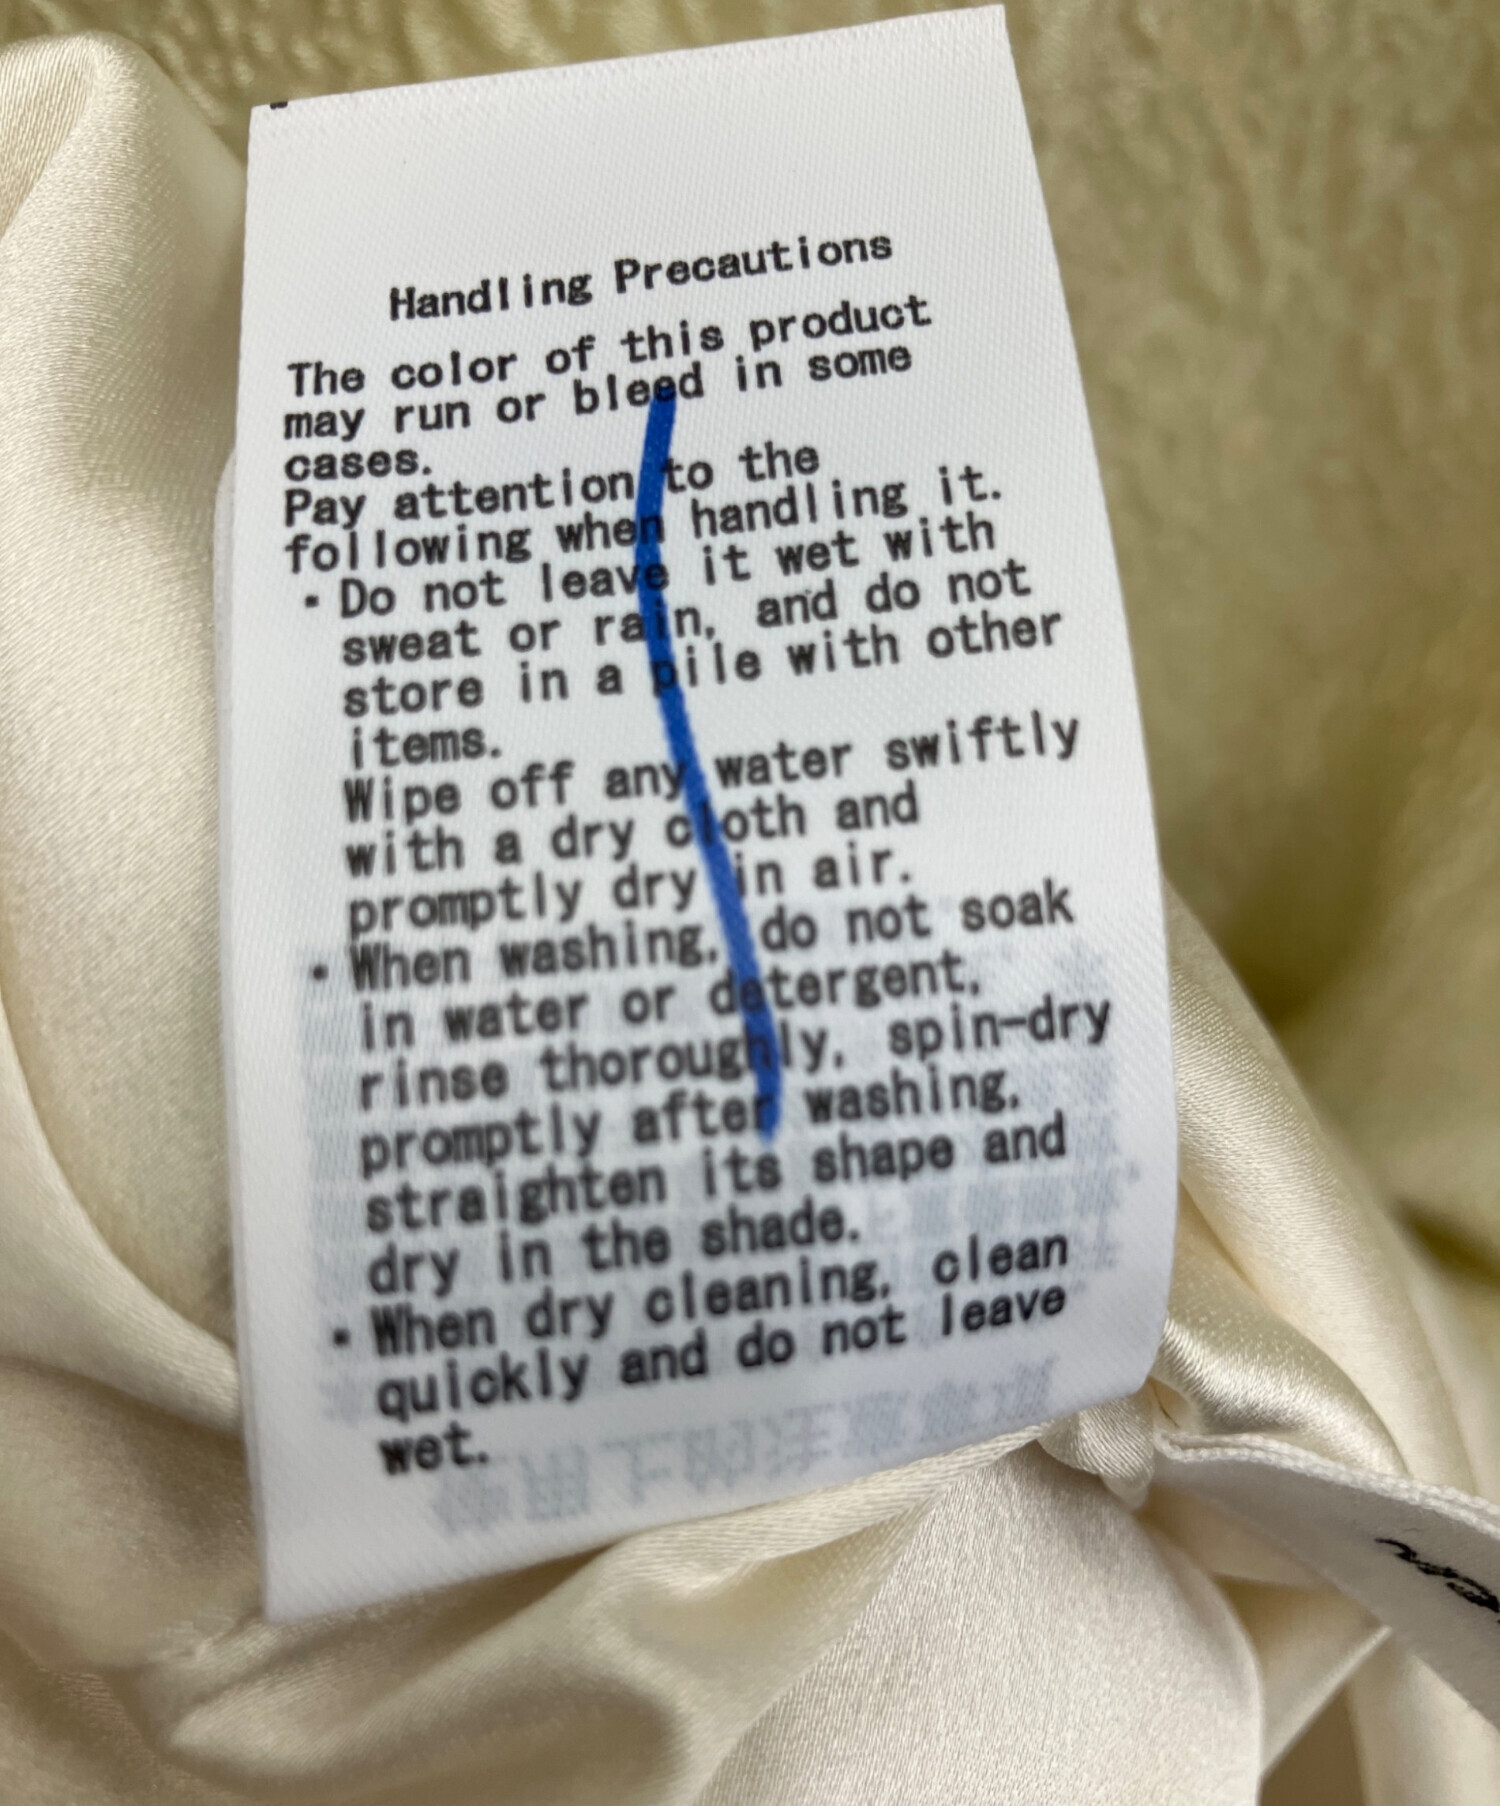 Handling Precautions
The color of this product
may run or bleed in some
cases.
Pay attention to the
following when handling it.
・Do not leave it wet with
sweat or rain, and do not
store in a pile with other
items.
Wipe off any water swiftly
with a dry cloth and
promptly dry in air.
・When washing, do not soak
in water or detergent,
rinse thoroughly, spin-dry
promptly after washing,
straighten its shape and
dry in the shade.
・When dry cleaning, clean
quickly and do not leave
wet.